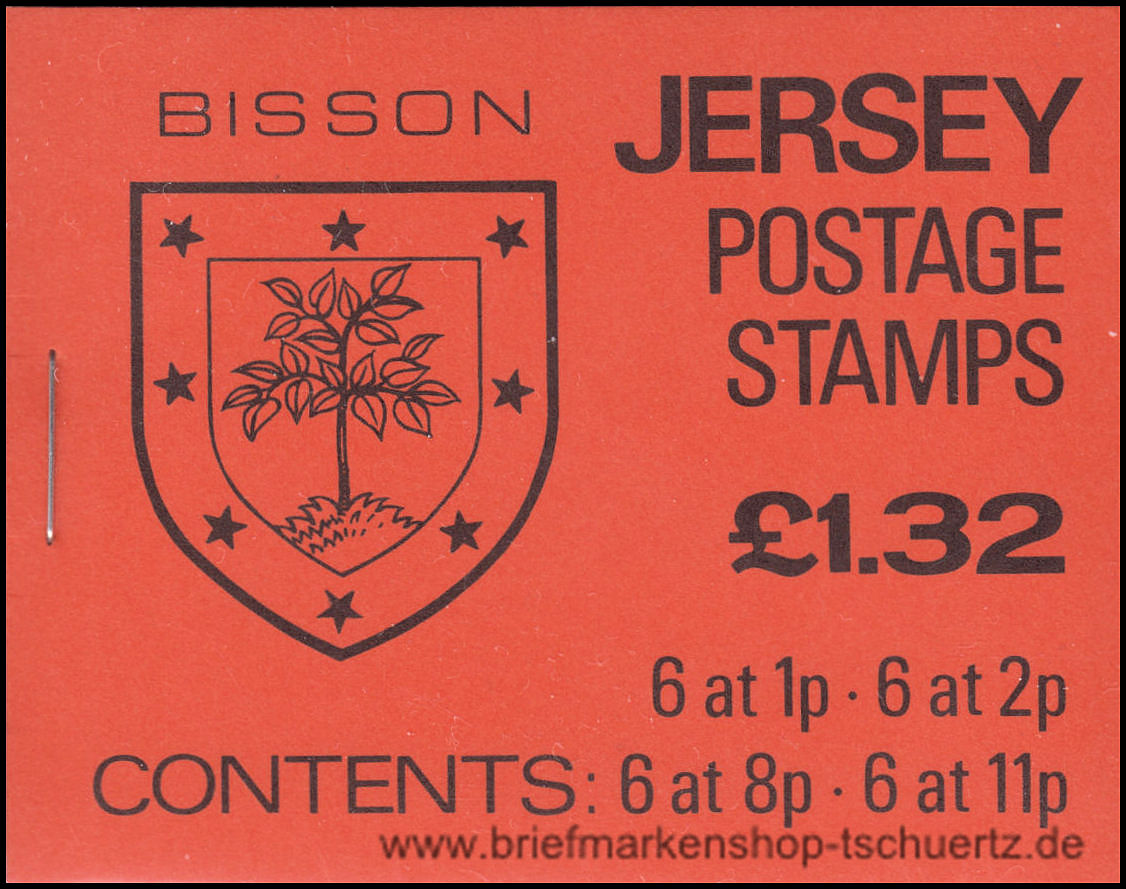 BISSON
JERSEY
POSTAGE
STAMPS
£1.32
6 at 1p · 6 at 2p
CONTENTS: 6 at 8p · 6 at 11p
www.briefmarkenshop-tschuertz.de